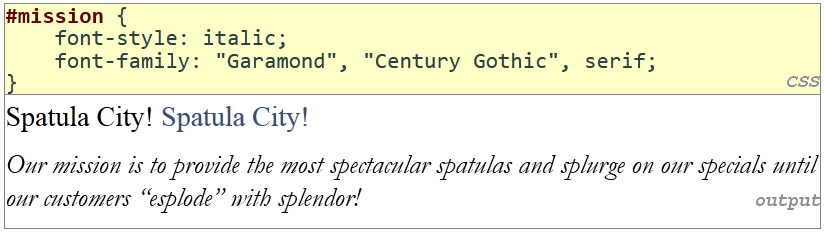 #mission {
    font-style: italic;
    font-family: "Garamond", "Century Gothic", serif;
}
CSS
Spatula City! Spatula City!
Our mission is to provide the most spectacular spatulas and splurge on our specials until
our customers “esplode” with splendor!
output